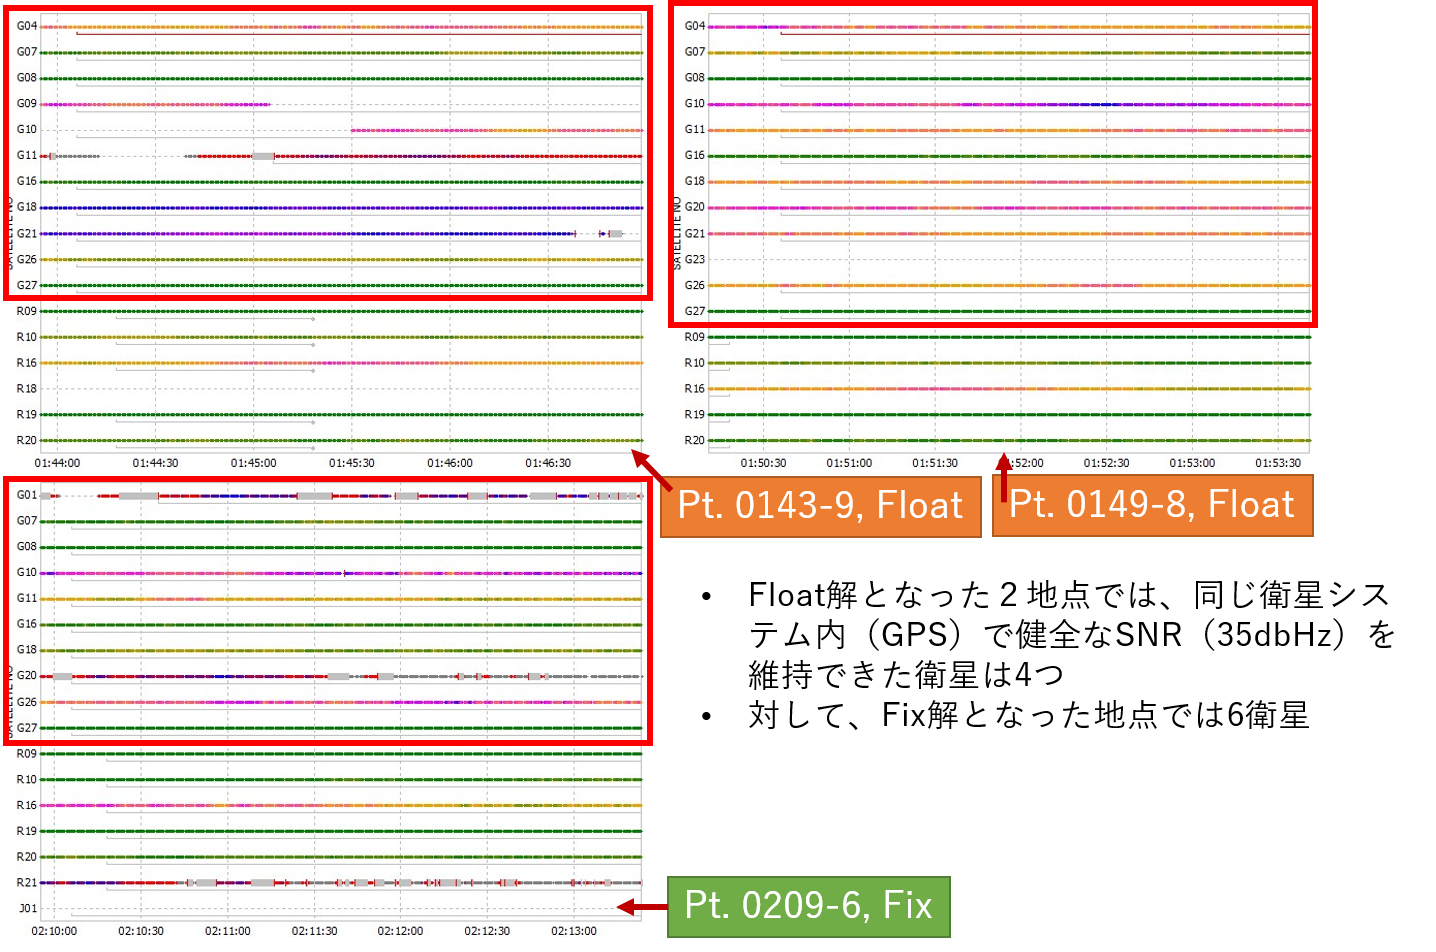 G04
G07
G08
G09
G10
G11
G16
G18
G21
G26
G27
R09
R10
R16
R18
R19
R20
01:44:00 01:44:30 01:45:00 01:45:30 01:46:00 01:46:30
SATELLITE NO
G04
G07
G08
G10
G11
G16
G18
G20
G21
G23
G26
G27
R09
R10
R16
R19
R20
01:50:30 01:51:00 01:51:30 01:52:00 01:52:30 01:53:00 01:53:30
Pt. 0143-9, Float
Pt. 0149-8, Float
G01
G07
G08
G10
G11
G16
G18
G20
G26
G27
R09
R10
R16
R19
R20
R21
J01
02:10:00 02:10:30 02:11:00 02:11:30 02:12:00 02:12:30 02:13:00
• Float解となった２地点では、同じ衛星シス
テム内（GPS）で健全なSNR（35dbHz）を
維持できた衛星は4つ
• 対して、Fix解となった地点では6衛星
Pt. 0209-6, Fix